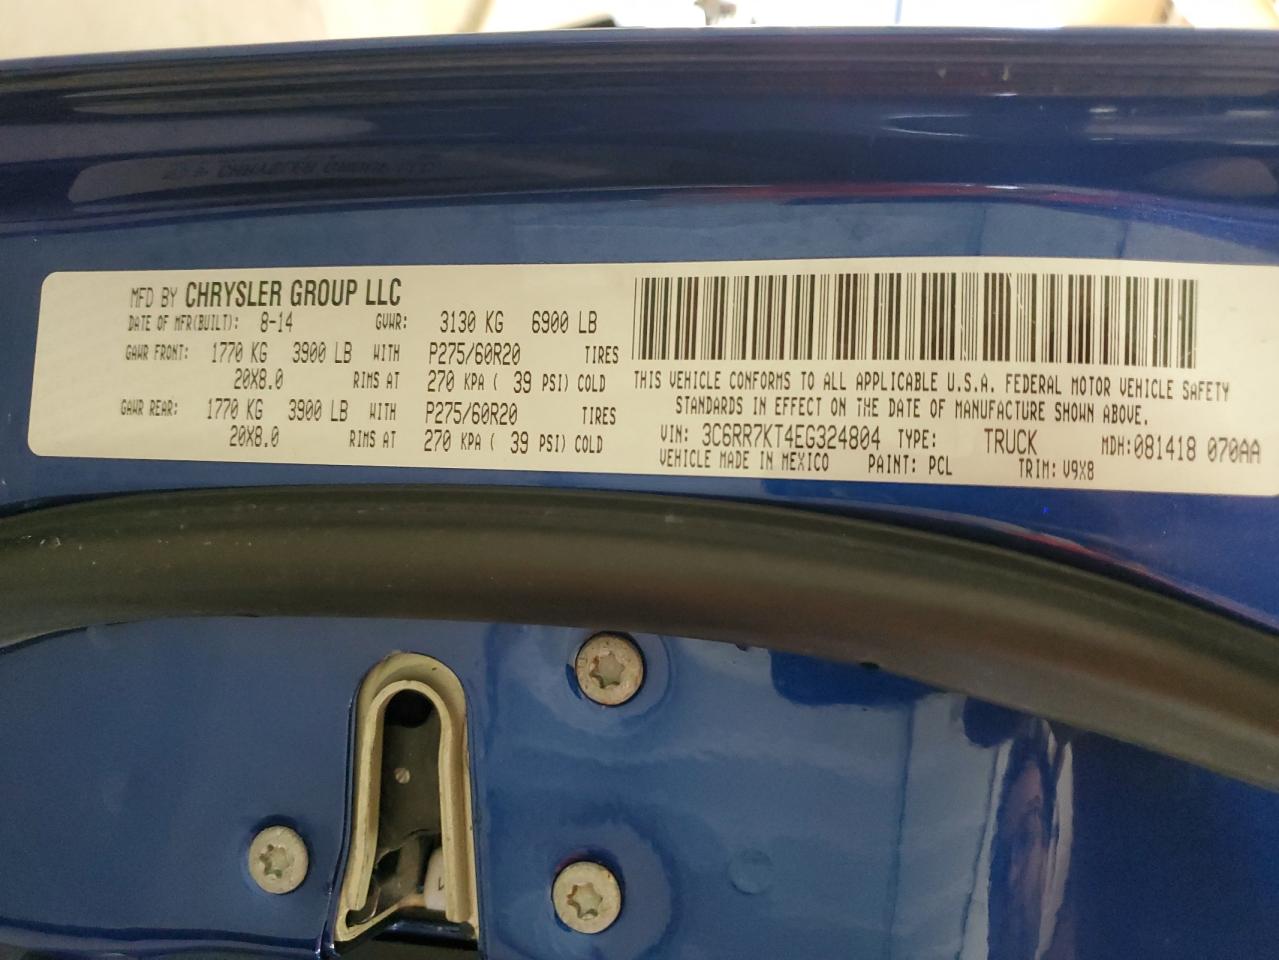 MFD BY CHRYSLER GROUP LLC
DATE OF MFR(BUILT): 8-14 GVWR: 3130 KG 6900 LB
GAWR FRONT: 1770 KG 3900 LB WITH P275/60R20 TIRES
20X8.0 RIMS AT 270 KPA ( 39 PSI) COLD
GAWR REAR: 1770 KG 3900 LB WITH P275/60R20 TIRES
20X8.0 RIMS AT 270 KPA ( 39 PSI) COLD
THIS VEHICLE CONFORMS TO ALL APPLICABLE U.S.A. FEDERAL MOTOR VEHICLE SAFETY
STANDARDS IN EFFECT ON THE DATE OF MANUFACTURE SHOWN ABOVE.
VIN: 3C6RR7KT4EG324804 TYPE: TRUCK MDH:081418 070AA
VEHICLE MADE IN MEXICO PAINT: PCL TRIM: V9X8